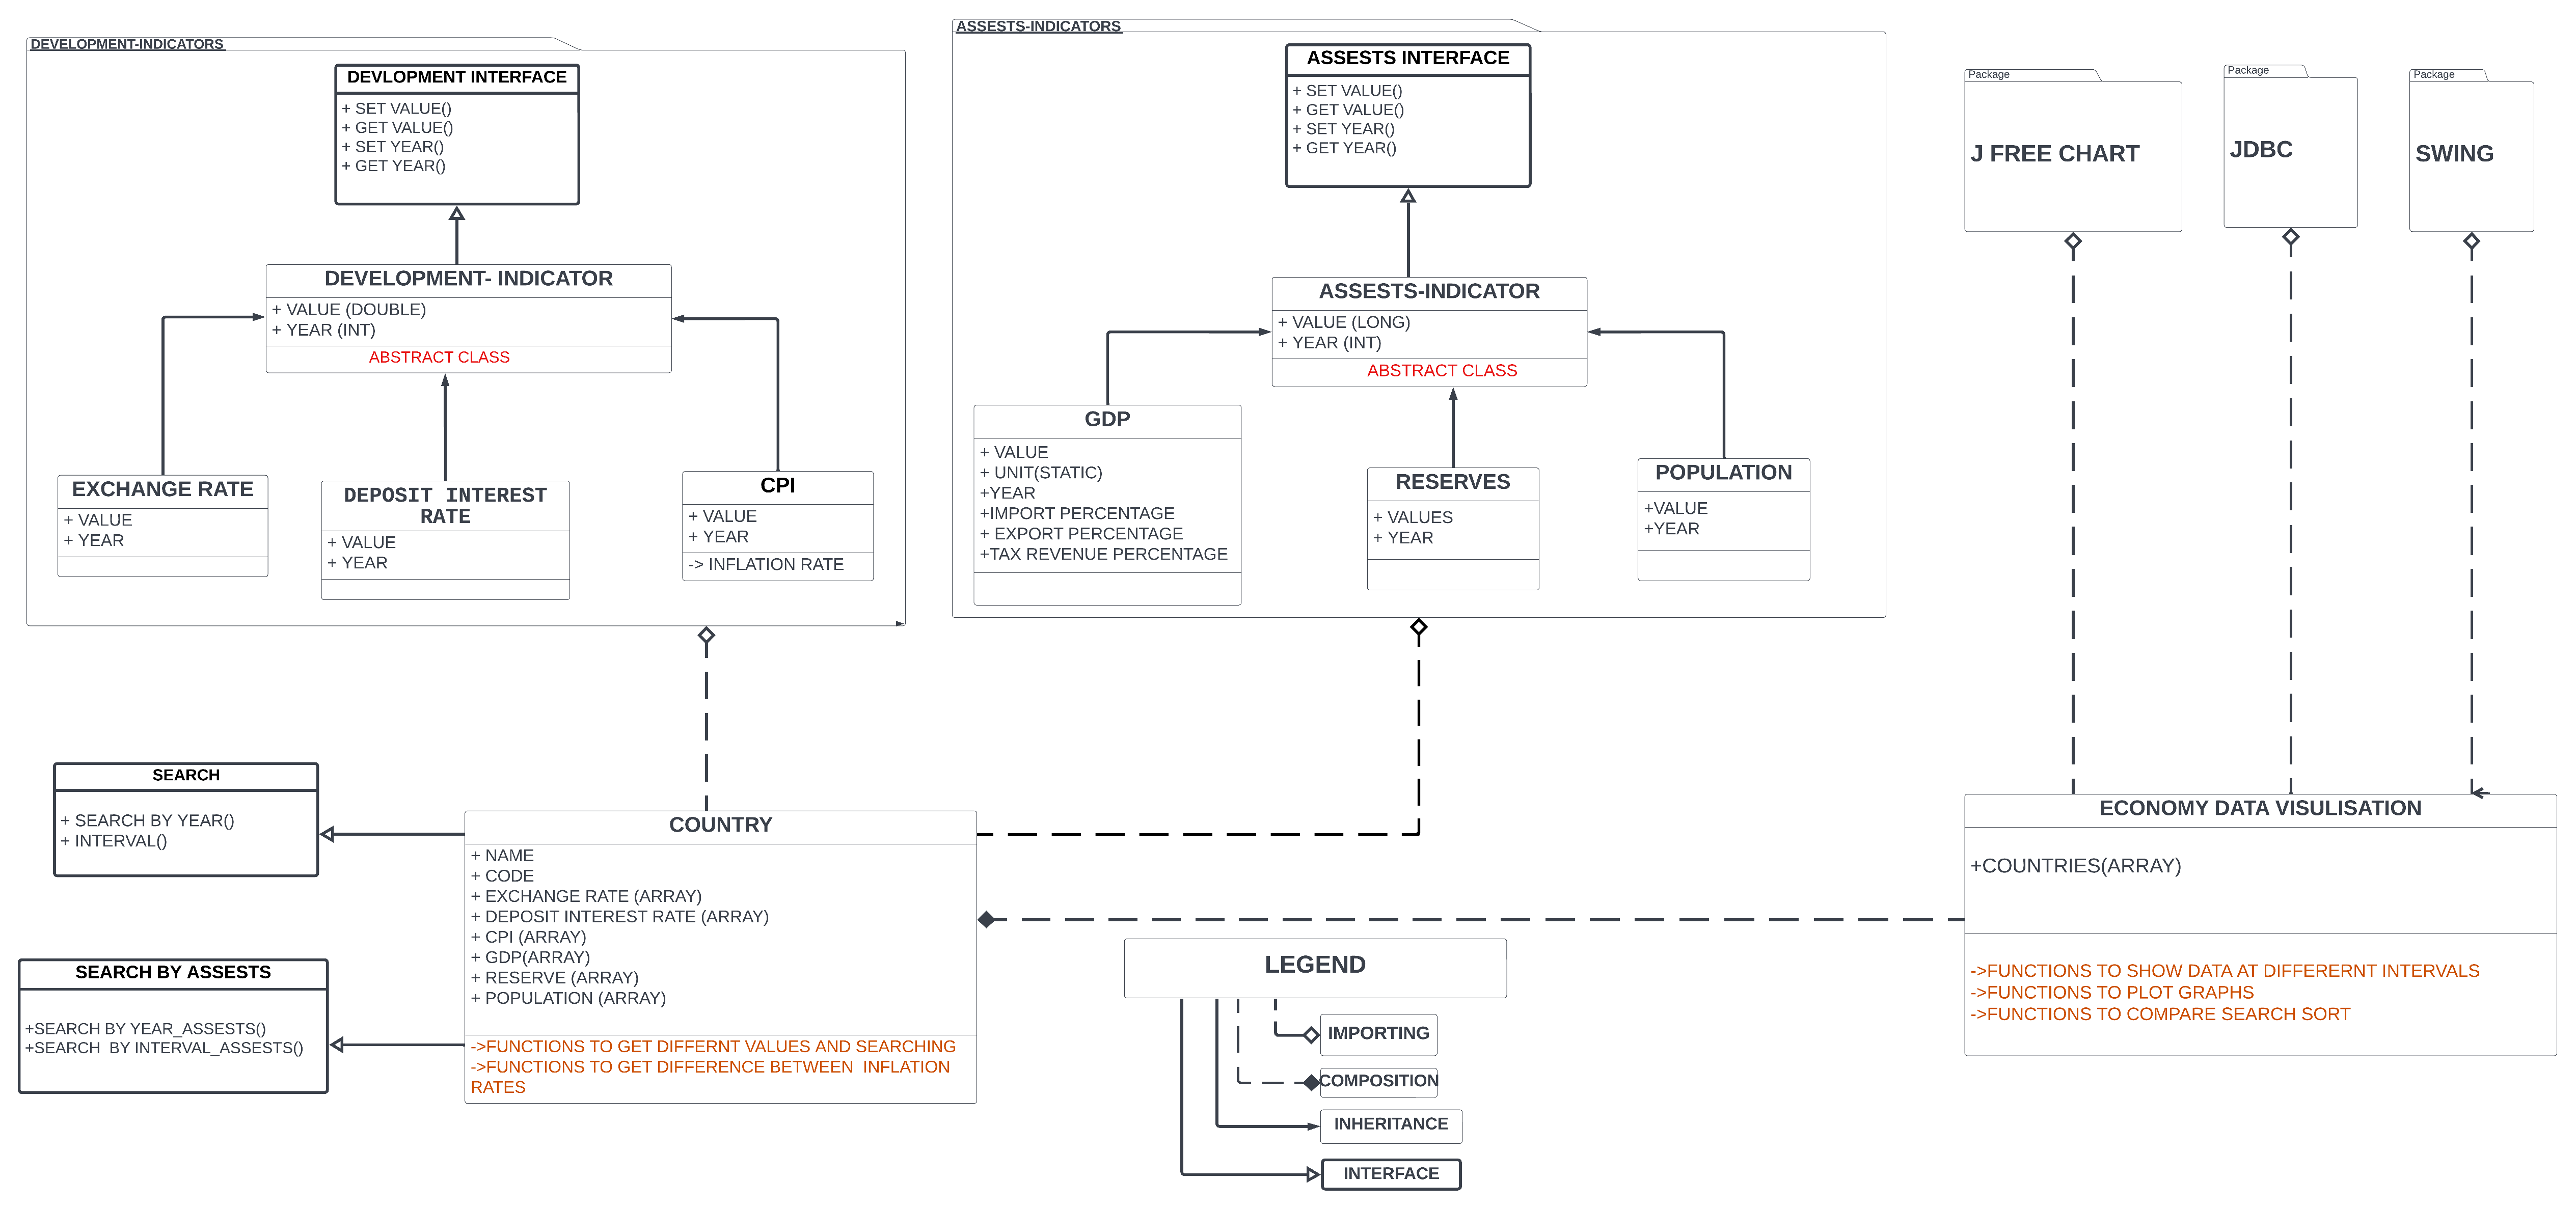 DEVELOPMENT-INDICATORS
DEVLOPMENT INTERFACE
+ SET VALUE()
+ GET VALUE()
+ SET YEAR()
+ GET YEAR()
DEVELOPMENT- INDICATOR
+ VALUE (DOUBLE)
+ YEAR (INT)
ABSTRACT CLASS
EXCHANGE RATE
+ VALUE
+ YEAR
DEPOSIT INTEREST
RATE
+ VALUE
+ YEAR
CPI
+ VALUE
+ YEAR
-> INFLATION RATE
ASSESTS-INDICATORS
ASSESTS INTERFACE
+ SET VALUE()
+ GET VALUE()
+ SET YEAR()
+ GET YEAR()
ASSESTS-INDICATOR
+ VALUE (LONG)
+ YEAR (INT)
ABSTRACT CLASS
GDP
+ VALUE
+ UNIT(STATIC)
+YEAR
+IMPORT PERCENTAGE
+ EXPORT PERCENTAGE
+TAX REVENUE PERCENTAGE
RESERVES
+ VALUES
+ YEAR
POPULATION
+VALUE
+YEAR
Package
J FREE CHART
Package
JDBC
Package
SWING
SEARCH
+ SEARCH BY YEAR()
+ INTERVAL()
SEARCH BY ASSESTS
+SEARCH BY YEAR_ASSESTS()
+SEARCH  BY INTERVAL_ASSESTS()
COUNTRY
+ NAME
+ CODE
+ EXCHANGE RATE (ARRAY)
+ DEPOSIT INTEREST RATE (ARRAY)
+ CPI (ARRAY)
+ GDP(ARRAY)
+ RESERVE (ARRAY)
+ POPULATION (ARRAY)
->FUNCTIONS TO GET DIFFERNT VALUES AND SEARCHING
->FUNCTIONS TO GET DIFFERENCE BETWEEN  INFLATION
RATES
ECONOMY DATA VISULISATION
+COUNTRIES(ARRAY)
->FUNCTIONS TO SHOW DATA AT DIFFERERNT INTERVALS
->FUNCTIONS TO PLOT GRAPHS
->FUNCTIONS TO COMPARE SEARCH SORT
LEGEND
IMPORTING
COMPOSITION
INHERITANCE
INTERFACE